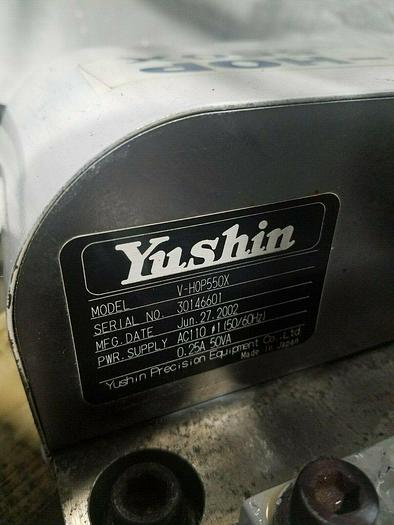 -HOP
Yushin
MODEL V-HOP550X
SERIAL NO. 30146601
MFG. DATE Jun. 27. 2002
PWR. SUPPLY AC110 #1 (50/60Hz)
0.25A 50VA
Yushin Precision Equipment Co., Ltd.
Made in Japan